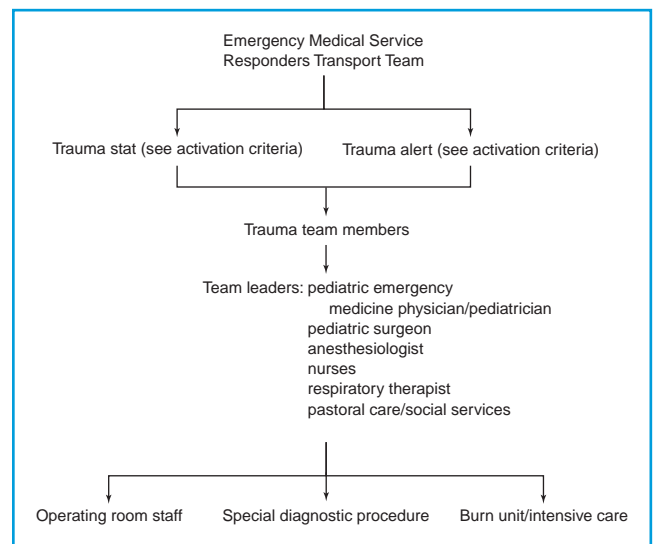 Emergency Medical Service
Responders Transport Team
Trauma stat (see activation criteria)
Trauma alert (see activation criteria)
Trauma team members
Team leaders: pediatric emergency
medicine physician/pediatrician
pediatric surgeon
anesthesiologist
nurses
respiratory therapist
pastoral care/social services
Operating room staff
Special diagnostic procedure
Burn unit/intensive care